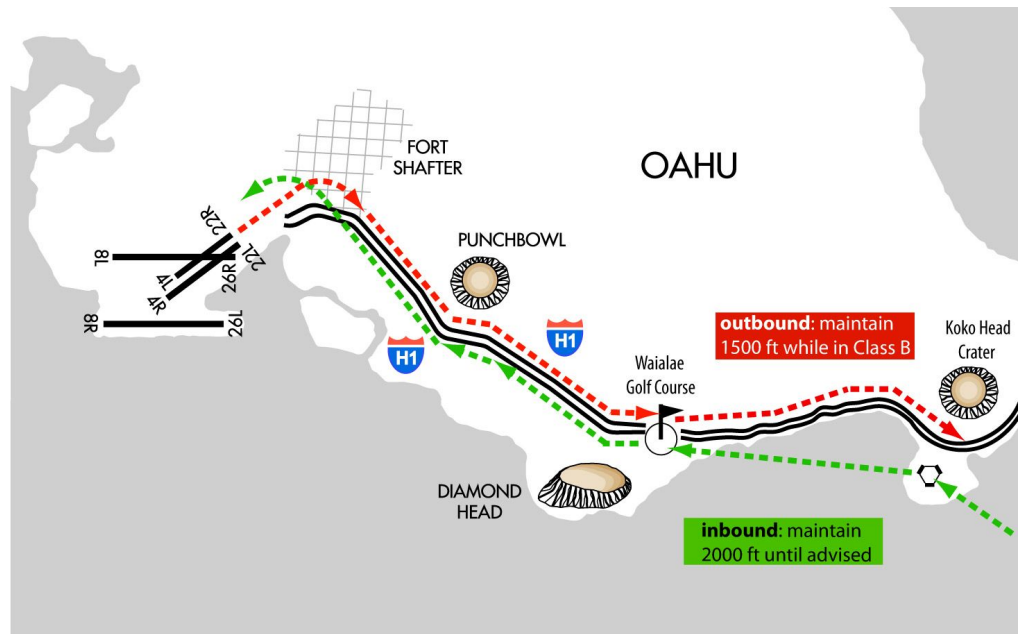 FORT
SHAFTER
OAHU
22R
22L
8L
4L
26R
4R
8R
26L
PUNCHBOWL
H1
H1
outbound: maintain
1500 ft while in Class B
Koko Head
Crater
Waialae
Golf Course
DIAMOND
HEAD
inbound: maintain
2000 ft until advised